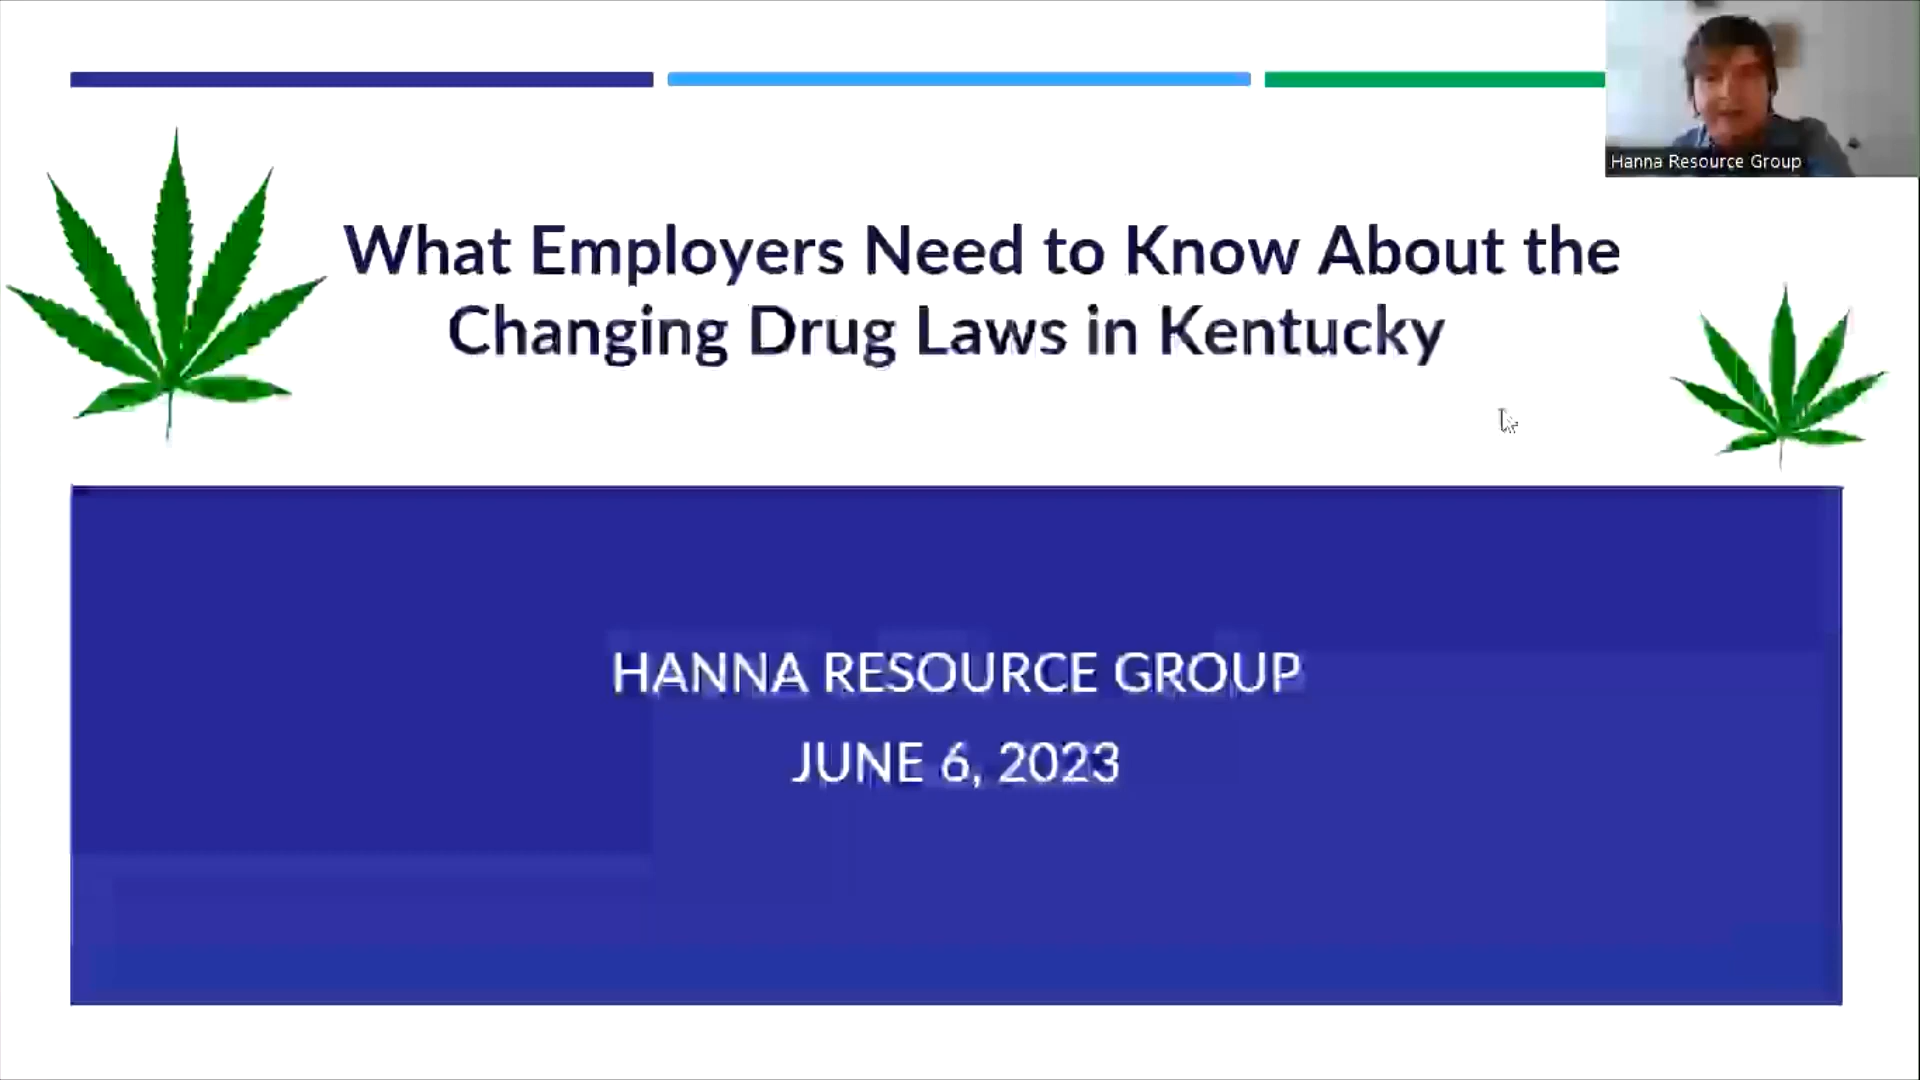 Hanna Resource Group
What Employers Need to Know About the
Changing Drug Laws in Kentucky
HANNA RESOURCE GROUP
JUNE 6, 2023